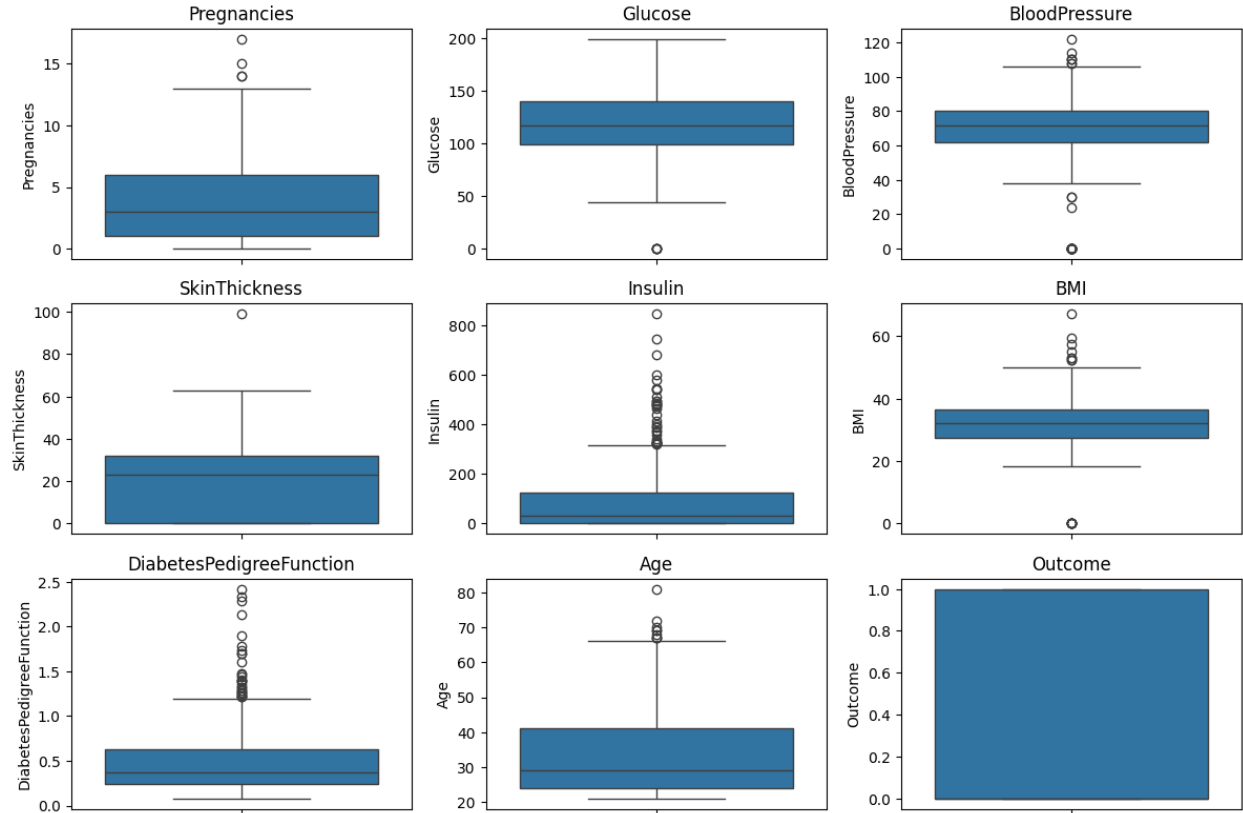 Pregnancies
Pregnancies
15
10
5
0
Glucose
Glucose
200
150
100
50
0
BloodPressure
BloodPressure
120
100
80
60
40
20
0
SkinThickness
SkinThickness
100
80
60
40
20
0
Insulin
Insulin
800
600
400
200
0
BMI
BMI
60
40
20
0
DiabetesPedigreeFunction
DiabetesPedigreeFunction
2.5
2.0
1.5
1.0
0.5
0.0
Age
Age
80
70
60
50
40
30
20
Outcome
Outcome
1.0
0.8
0.6
0.4
0.2
0.0